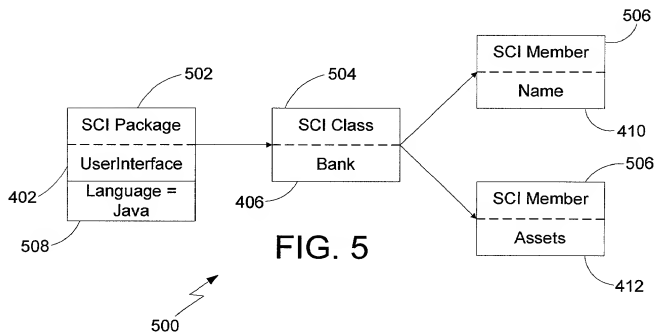 506
502
504
SCI Member
Name
410
SCI Package
UserInterface
Language =
Java
402
508
SCI Class
Bank
406
506
SCI Member
Assets
412
FIG. 5
500